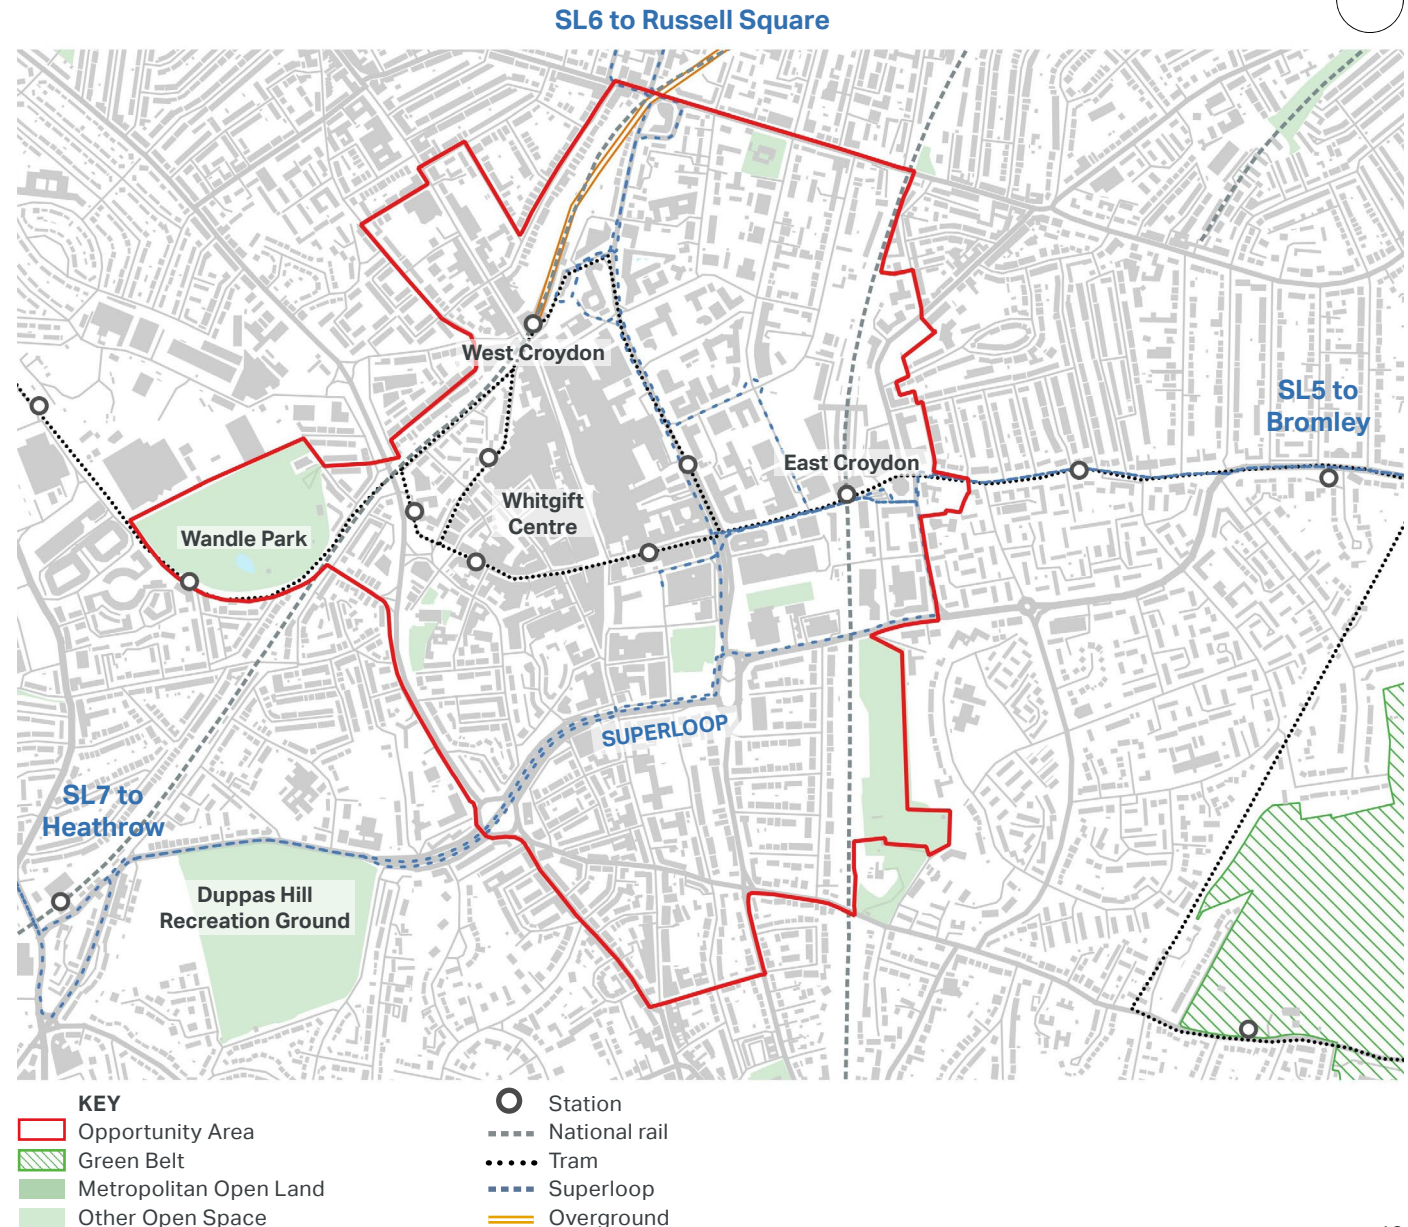 SL6 to Russell Square
West Croydon
SL5 to
Bromley
East Croydon
Whitgift
Centre
Wandle Park
SUPERLOOP
SL7 to
Heathrow
Duppas Hill
Recreation Ground
KEY
Opportunity Area
Green Belt
Metropolitan Open Land
Other Open Space
Station
National rail
Tram
Superloop
Overground